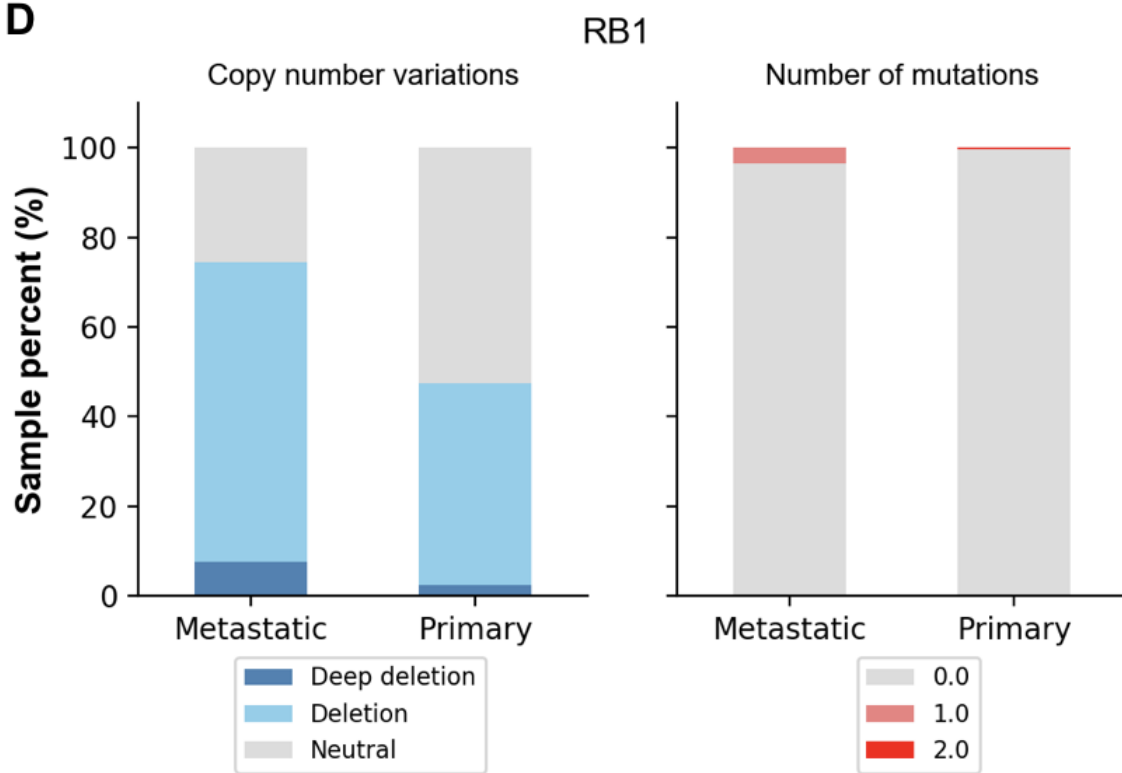 D
RB1
Copy number variations
Number of mutations
Sample percent (%)
100
80
60
40
20
0
Metastatic
Primary
Metastatic
Primary
Deep deletion
Deletion
Neutral
0.0
1.0
2.0